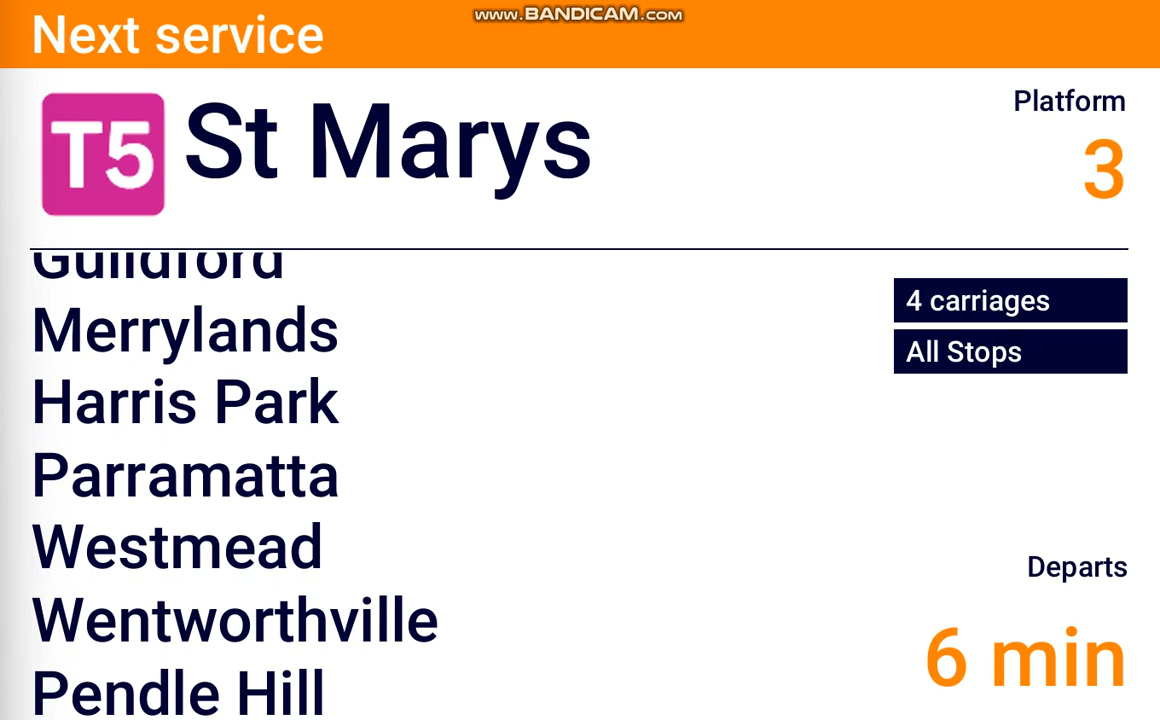 www.BANDICAM.com
Next service
T5 St Marys
Platform
3
Guildford
Merrylands
Harris Park
Parramatta
Westmead
Wentworthville
Pendle Hill
4 carriages
All Stops
Departs
6 min